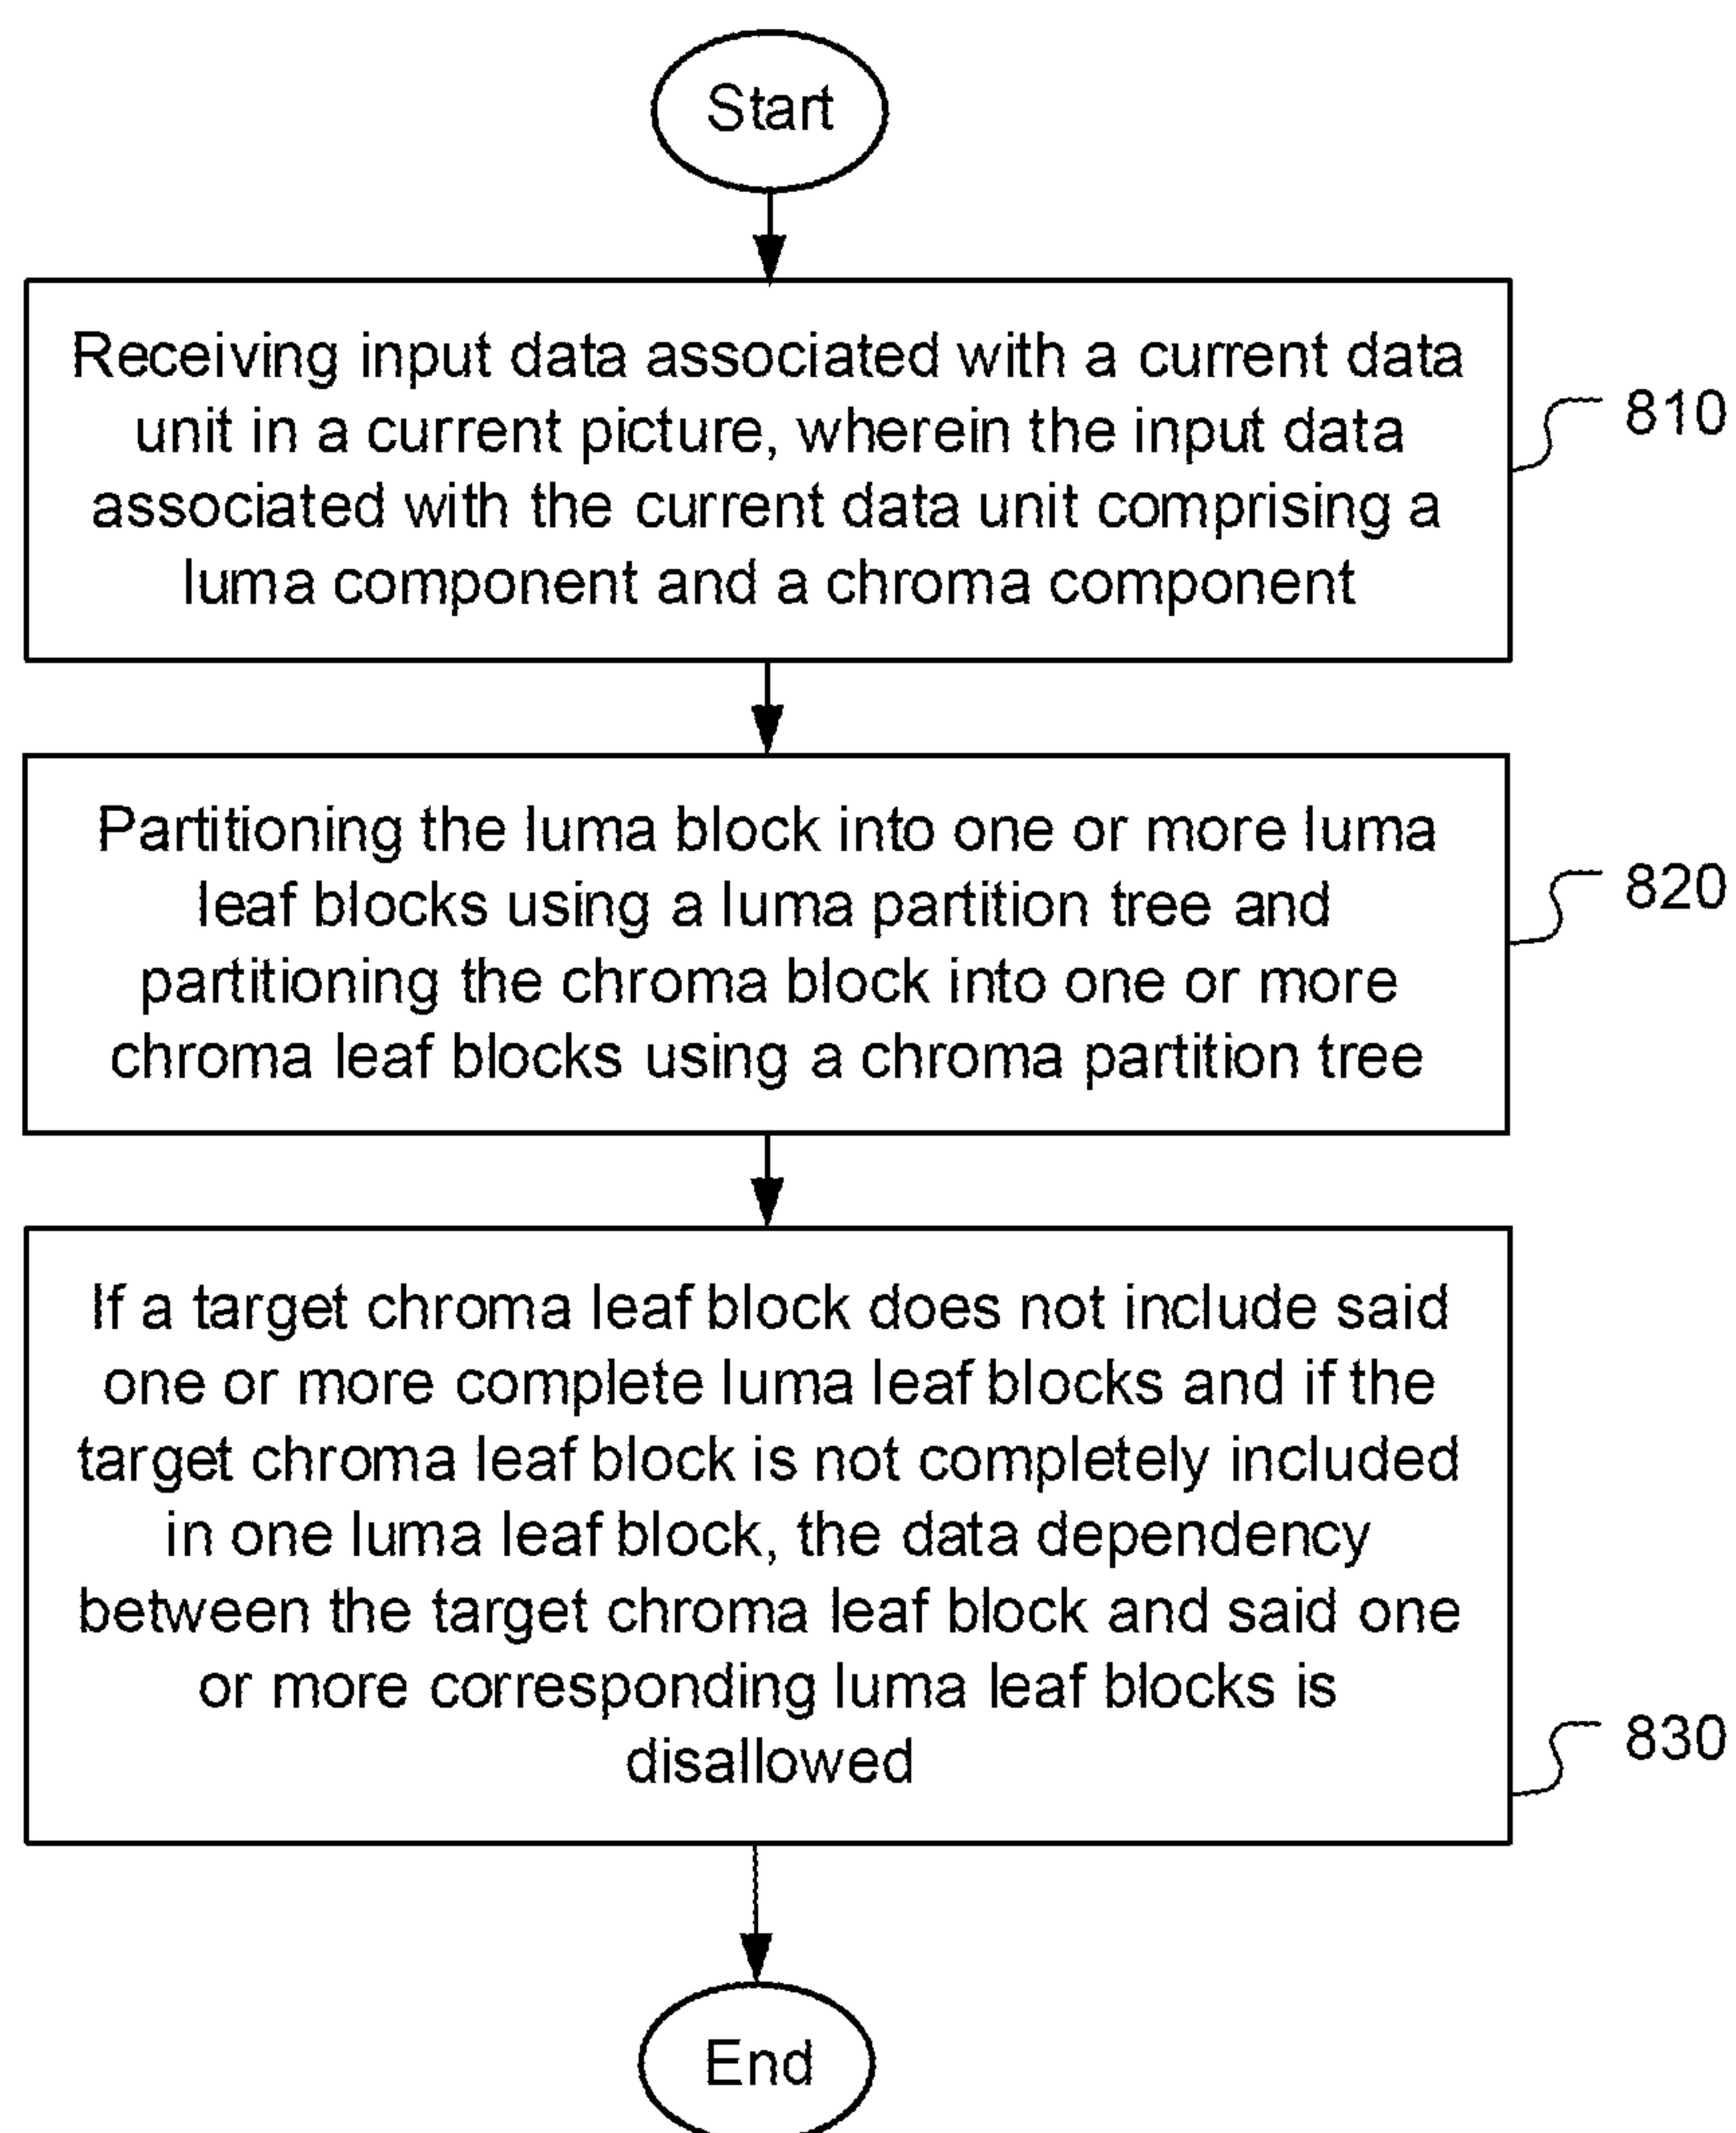 Start
Receiving input data associated with a current data
unit in a current picture, wherein the input data
associated with the current data unit comprising a
luma component and a chroma component
810
Partitioning the luma block into one or more luma
leaf blocks using a luma partition tree and
partitioning the chroma block into one or more
chroma leaf blocks using a chroma partition tree
820
If a target chroma leaf block does not include said
one or more complete luma leaf blocks and if the
target chroma leaf block is not completely included
in one luma leaf block, the data dependency
between the target chroma leaf block and said one
or more corresponding luma leaf blocks is
disallowed
830
End